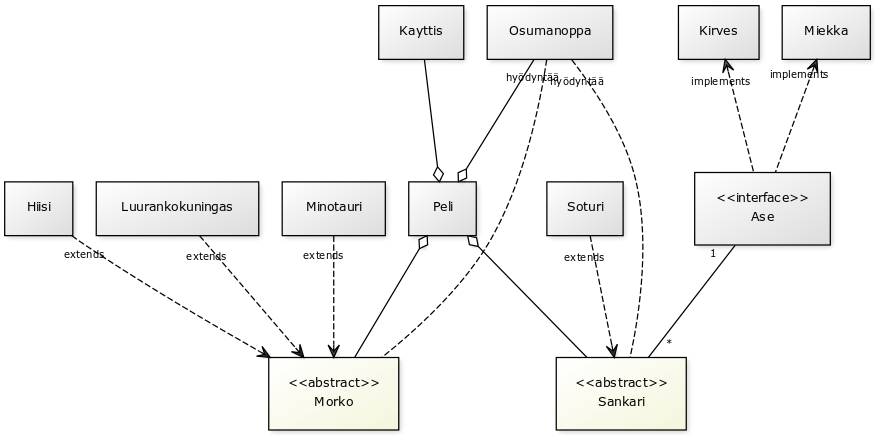 Kayttis
Osumanoppa
Kirves
Miekka
hyödyntää
hyödyntää
implements
implements
Hiisi
Luurankokuningas
Minotauri
Peli
Soturi
<<interface>>
Ase
extends
extends
extends
extends
1
*
<<abstract>>
Morko
<<abstract>>
Sankari